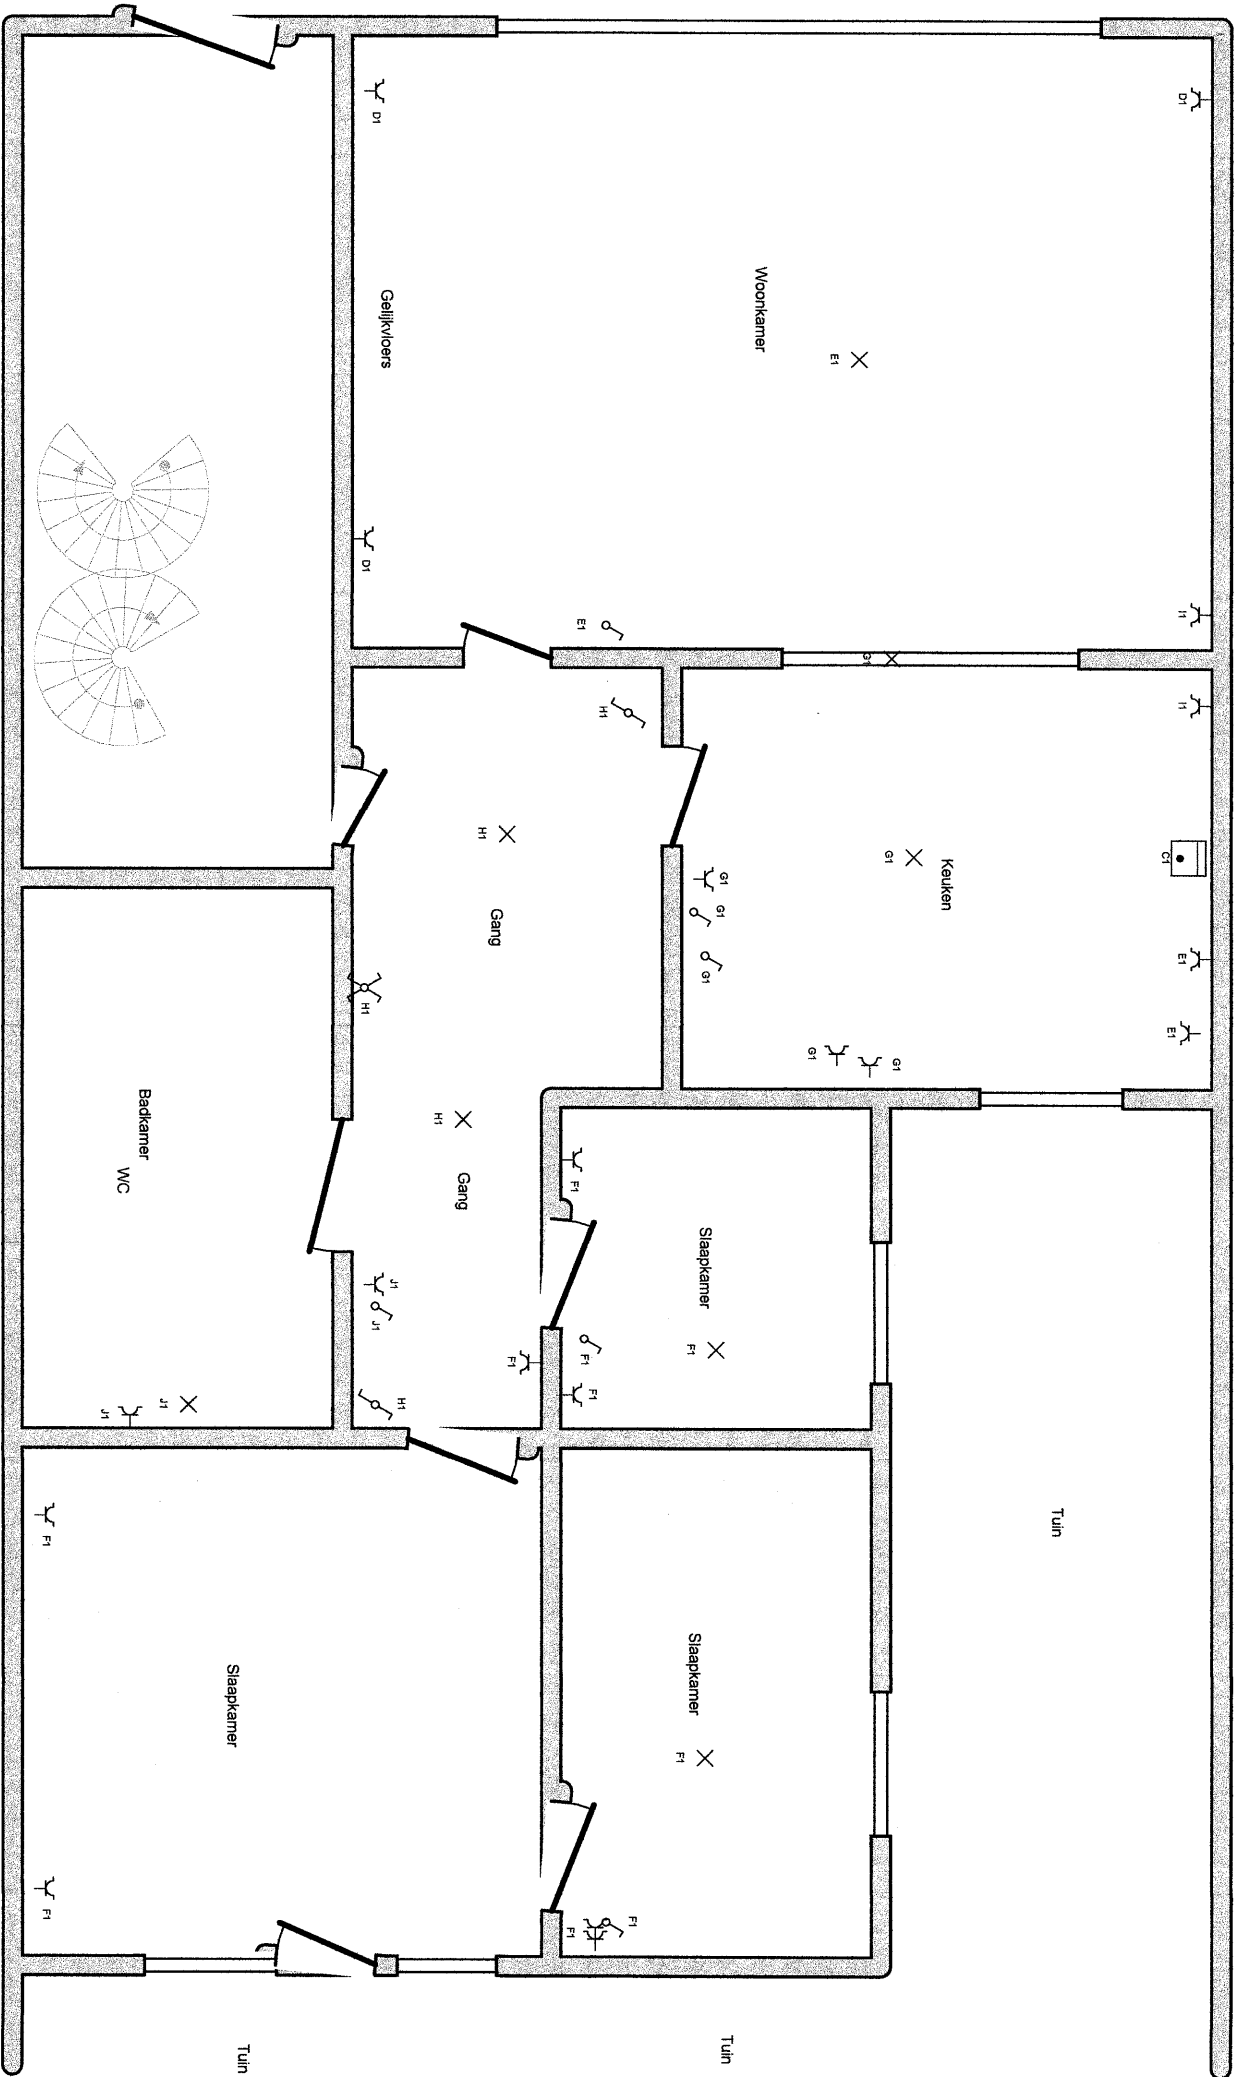 D1
I1
I1
C1
E1
E1
Tuin
Keuken
G1
G1
G1
E1
G1
Woonkamer
Tuin
G1
G1
G1
Slaapkamer
Slaapkamer
F1
F1
F1
H1
F1
F1
E1
F1
F1
F1
Gang
H1
Gang
H1
H1
J1
Gelijkvloers
D1
J1
D1
H1
Tuin
Slaapkamer
J1
Badkamer
WC
J1
F1
F1